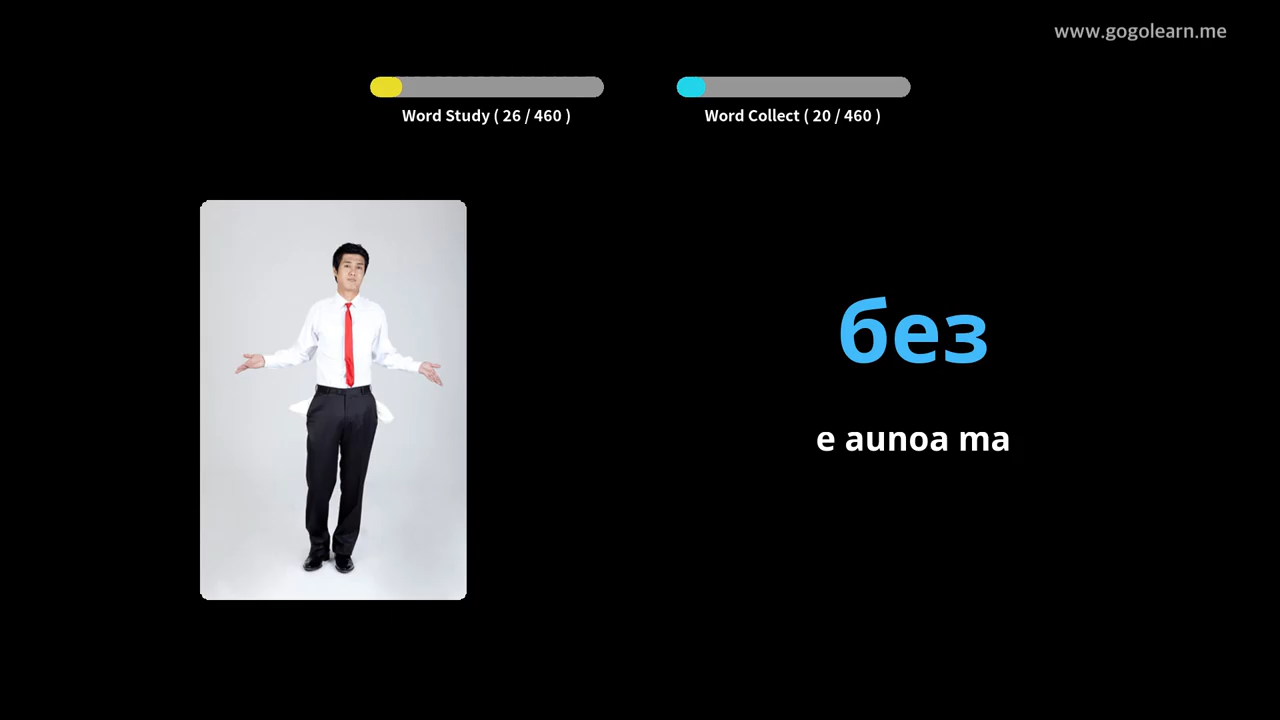 www.gogolearn.me
Word Study ( 26 / 460 )
Word Collect ( 20 / 460 )
без
e aunoa ma